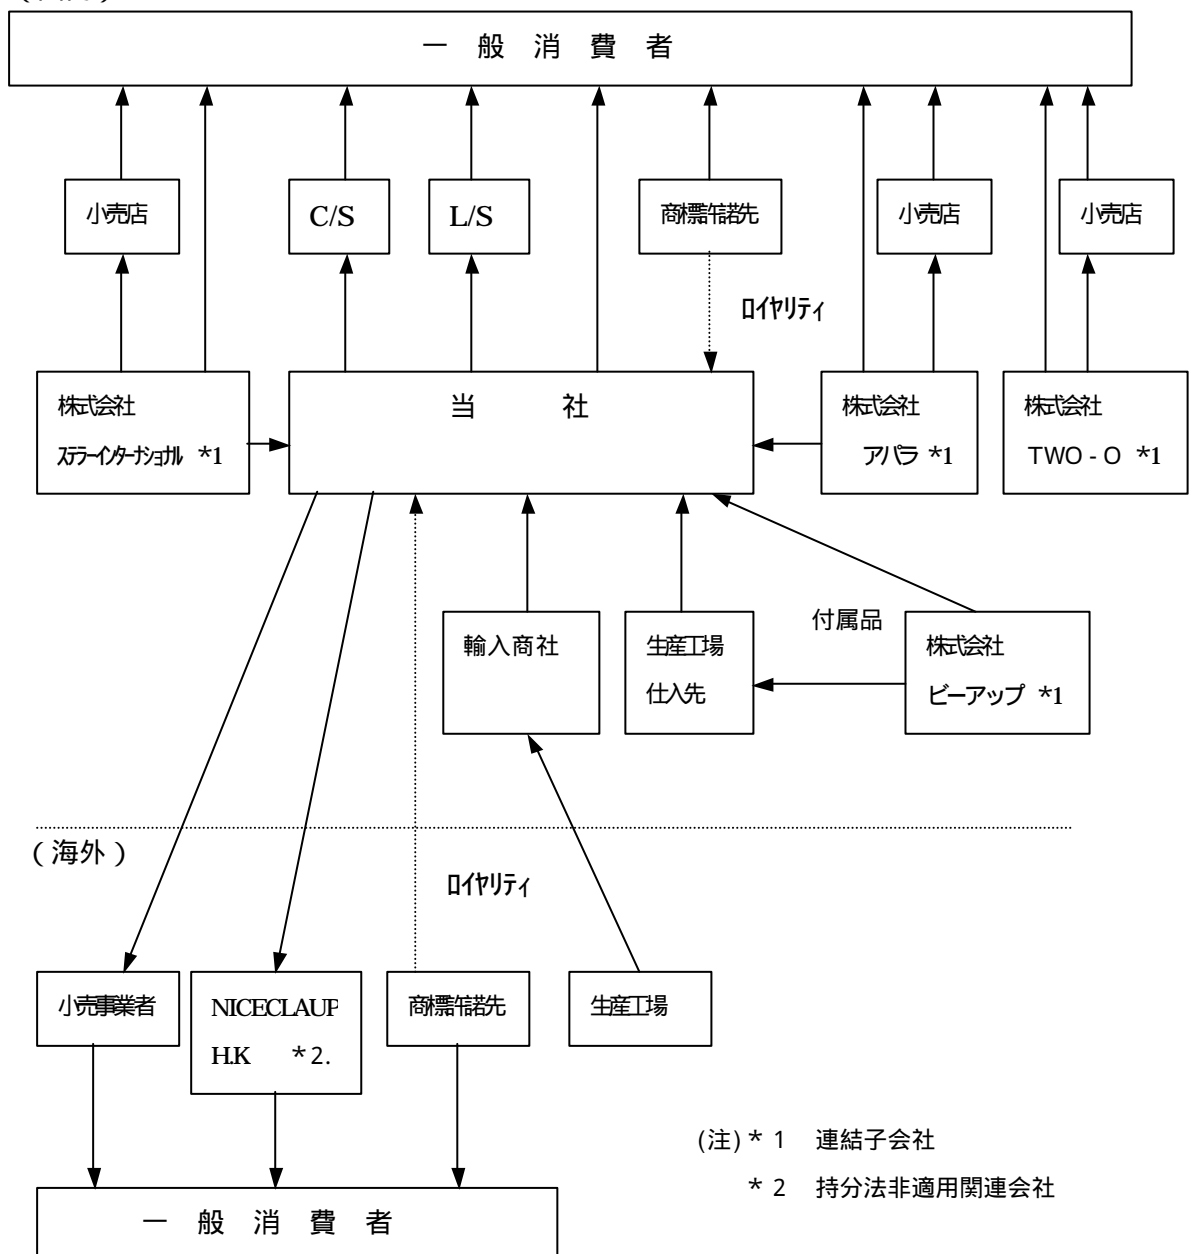 一 般 消 費 者
小売店
C/S
L/S
商標許諾先
小売店
小売店
ロイヤリティ
株式会社
ステラーインターナショナル *1
当 社
株式会社
アパラ *1
株式会社
TWO - O *1
輸入商社
生産工場
仕入先
付属品
株式会社
ビーアップ *1
( 海外 )
ロイヤリティ
小売事業者
NICECLAUP
H.K * 2.
商標許諾先
生産工場
(注) * 1 連結子会社
* 2 持分法非適用関連会社
一 般 消 費 者